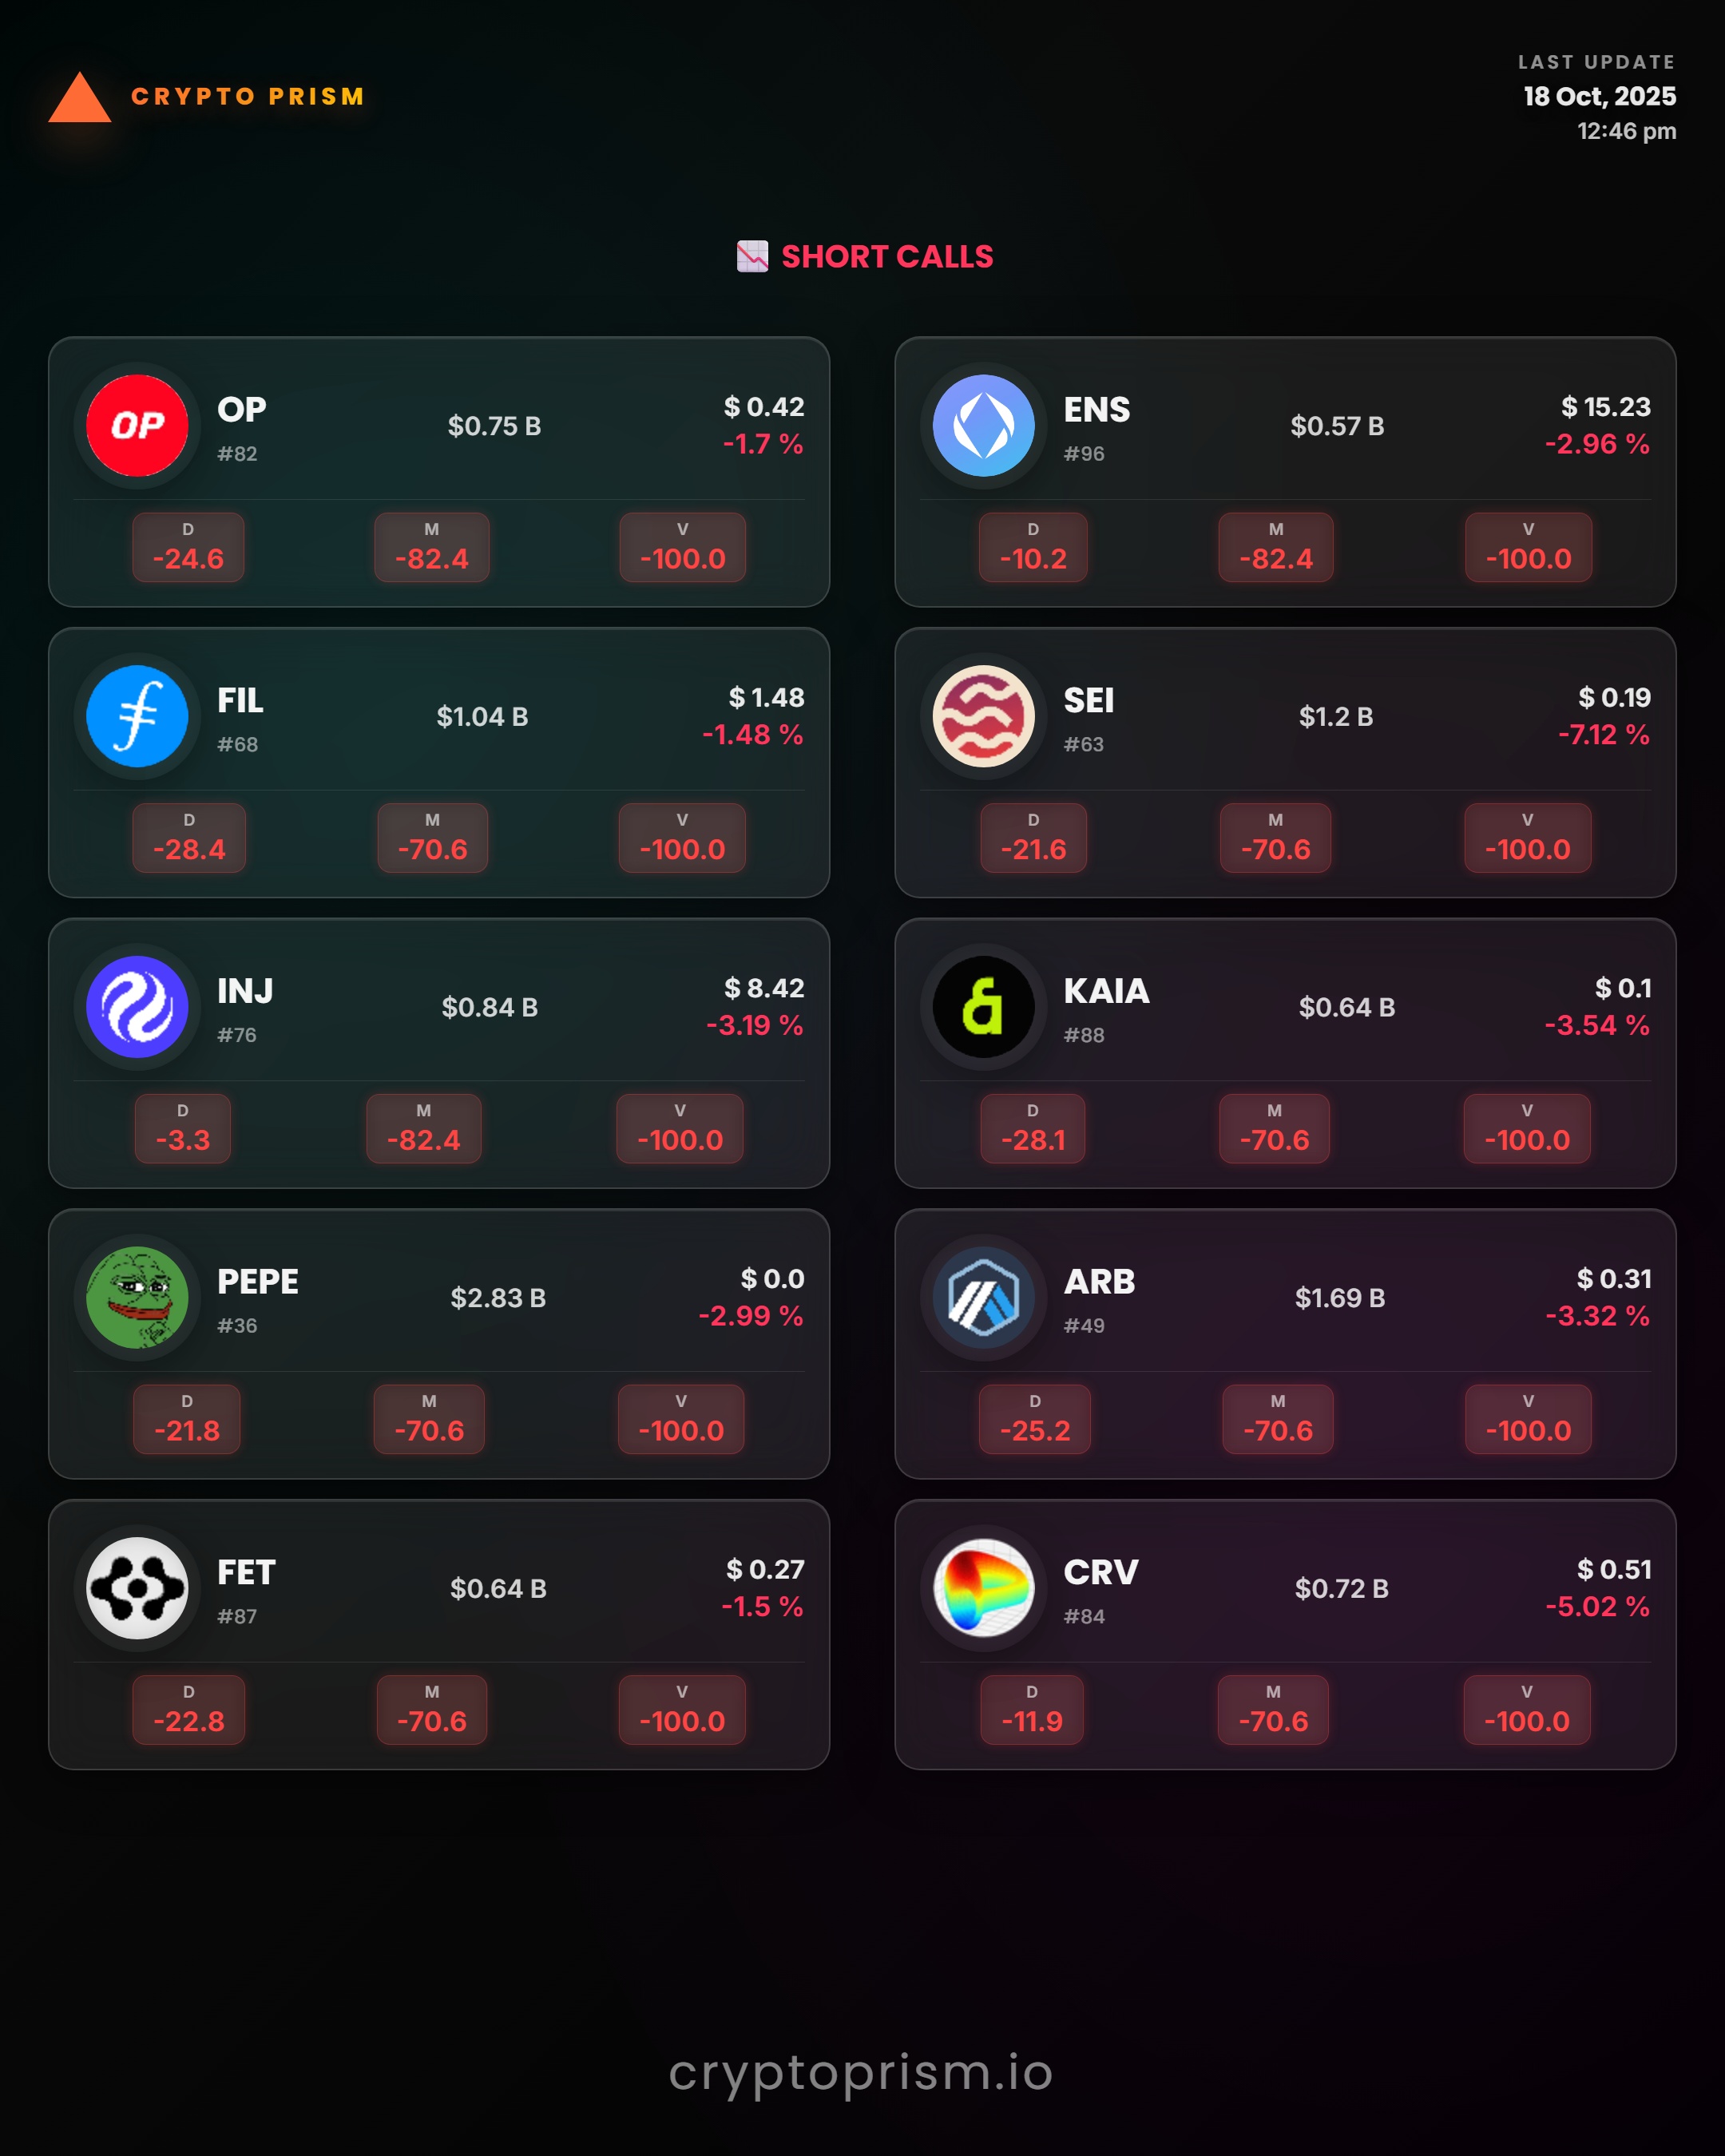 CRYPTO PRISM
LAST UPDATE
18 Oct, 2025
12:46 pm
SHORT CALLS
OP
OP
#82
$0.75 B
$ 0.42
-1.7 %
D
-24.6
M
-82.4
V
-100.0
ENS
#96
$0.57 B
$ 15.23
-2.96 %
D
-10.2
M
-82.4
V
-100.0
FIL
#68
$1.04 B
$ 1.48
-1.48 %
D
-28.4
M
-70.6
V
-100.0
SEI
#63
$1.2 B
$ 0.19
-7.12 %
D
-21.6
M
-70.6
V
-100.0
INJ
#76
$0.84 B
$ 8.42
-3.19 %
D
-3.3
M
-82.4
V
-100.0
KAIA
#88
$0.64 B
$ 0.1
-3.54 %
D
-28.1
M
-70.6
V
-100.0
PEPE
#36
$2.83 B
$ 0.0
-2.99 %
D
-21.8
M
-70.6
V
-100.0
ARB
#49
$1.69 B
$ 0.31
-3.32 %
D
-25.2
M
-70.6
V
-100.0
FET
#87
$0.64 B
$ 0.27
-1.5 %
D
-22.8
M
-70.6
V
-100.0
CRV
#84
$0.72 B
$ 0.51
-5.02 %
D
-11.9
M
-70.6
V
-100.0
cryptoprism.io